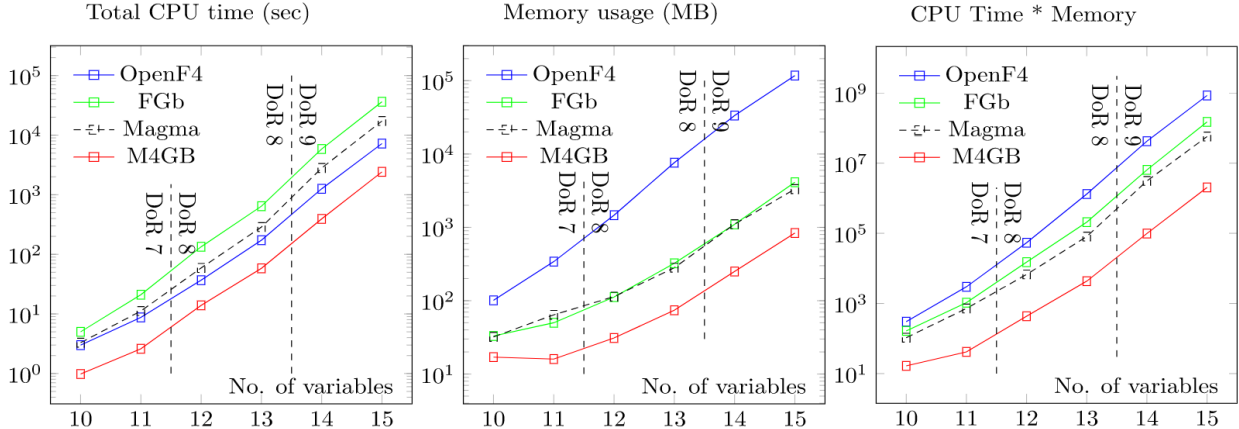 Total CPU time (sec)
10^5
10^4
10^3
10^2
10^1
10^0
OpenF4
FGb
Magma
M4GB
DoR 7
DoR 8
DoR 8
DoR 9
No. of variables
10 11 12 13 14 15
Memory usage (MB)
10^5
10^4
10^3
10^2
10^1
OpenF4
FGb
Magma
M4GB
DoR 7
DoR 8
DoR 8
DoR 9
No. of variables
10 11 12 13 14 15
CPU Time * Memory
10^9
10^7
10^5
10^3
10^1
OpenF4
FGb
Magma
M4GB
DoR 7
DoR 8
DoR 8
DoR 9
No. of variables
10 11 12 13 14 15